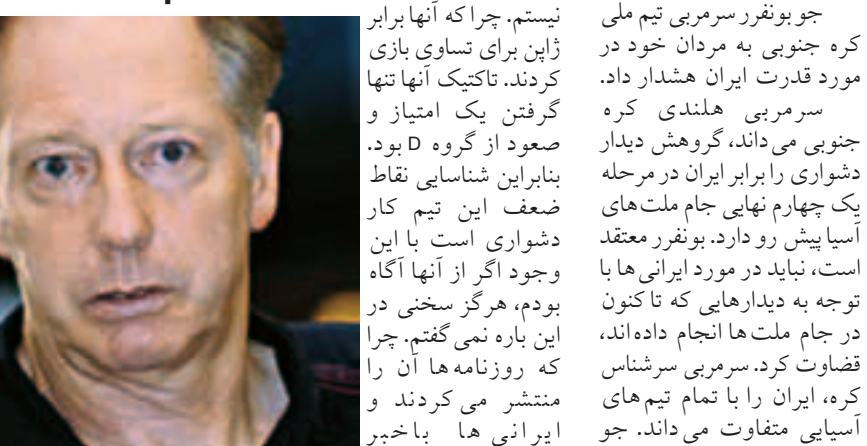 جو بونفرر سرمربی تیم ملی
کره جنوبی به مردان خود در
مورد قدرت ایران هشدار داد.
سرمربی هلندی کره
جنوبی می‌داند، گروهش دیدار
دشواری را برابر ایران در مرحله
یک چهارم نهایی جام ملت‌های
آسیا پیش رو دارد. بونفرر معتقد
است، نباید در مورد ایرانی‌ها با
توجه به دیدارهایی که تاکنون
در جام ملت‌ها انجام داده‌اند،
قضاوت کرد. سرمربی سرشناس
کره، ایران را با تمام تیم‌های
آسیایی متفاوت می‌داند. جو
نیستم. چرا که آنها برابر
ژاپن برای تساوی بازی
کردند. تاکتیک آنها تنها
گرفتن یک امتیاز و
صعود از گروه D بود.
بنابراین شناسایی نقاط
ضعف این تیم کار
دشواری است با این
وجود اگر از آنها آگاه
بودم، هرگز سخنی در
این باره نمی‌گفتم. چرا
که روزنامه‌ها آن را
منتشر می‌کردند و
ایرانی‌ها باخبر